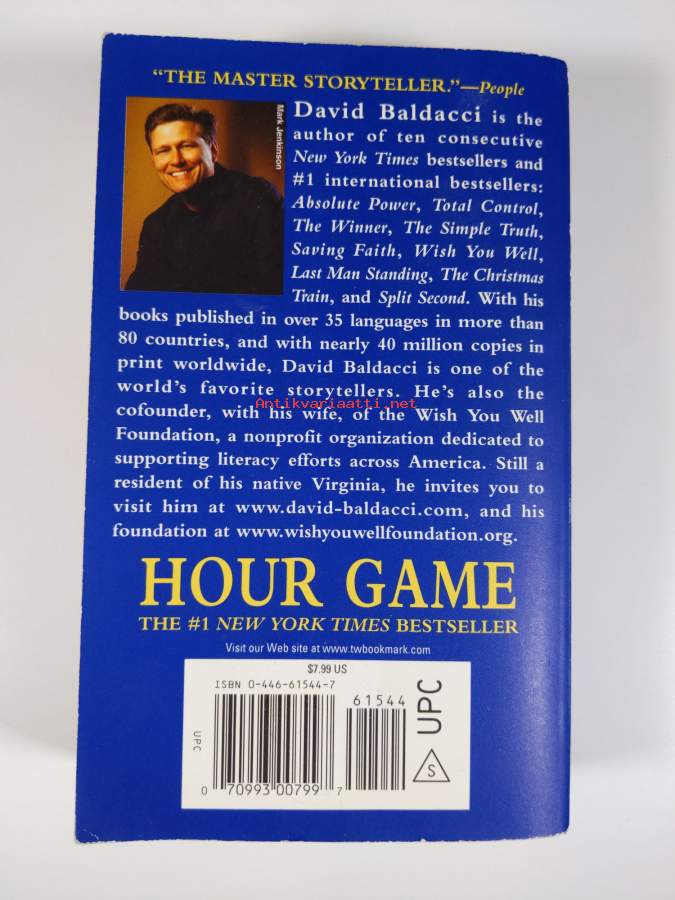 “THE MASTER STORYTELLER.”—People
Mark Jenkinson
David Baldacci is the
author of ten consecutive
New York Times bestsellers and
#1 international bestsellers:
Absolute Power, Total Control,
The Winner, The Simple Truth,
Saving Faith, Wish You Well,
Last Man Standing, The Christmas
Train, and Split Second. With his
books published in over 35 languages in more than
80 countries, and with nearly 40 million copies in
print worldwide, David Baldacci is one of the
world’s favorite storytellers. He’s also the
Antikvariaatti.net
cofounder, with his wife, of the Wish You Well
Foundation, a nonprofit organization dedicated to
supporting literacy efforts across America. Still a
resident of his native Virginia, he invites you to
visit him at www.david-baldacci.com, and his
foundation at www.wishyouwellfoundation.org.
HOUR GAME
THE #1 NEW YORK TIMES BESTSELLER
Visit our Web site at www.twbookmark.com
$7.99 US
ISBN 0-446-61544-7
61544
UPC
UPC
S
0 70993 00799 7